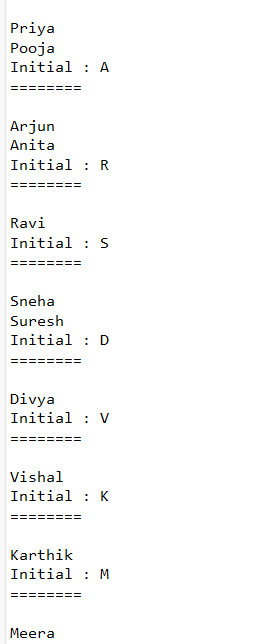 Priya
Pooja
Initial : A
========
Arjun
Anita
Initial : R
========
Ravi
Initial : S
========
Sneha
Suresh
Initial : D
========
Divya
Initial : V
========
Vishal
Initial : K
========
Karthik
Initial : M
========
Meera